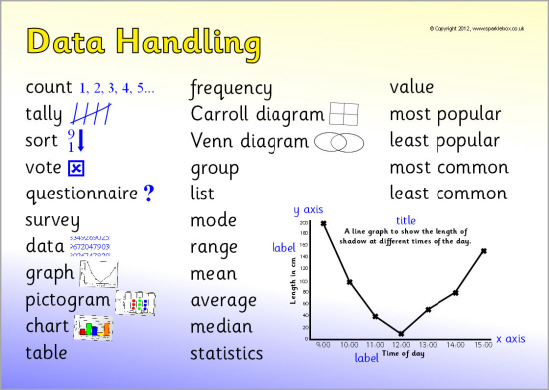 Data Handling
© Copyright 2012, www.sparklebox.co.uk
count 1, 2, 3, 4, 5...
tally
sort 9 1
vote
questionnaire ?
survey
data
graph
pictogram
chart
table
frequency
Carroll diagram
Venn diagram
group
list
mode
range
mean
average
median
statistics
value
most popular
least popular
most common
least common
y axis
title
A line graph to show the length of
shadow at different times of the day.
label
Length in cm
200
180
160
140
120
100
80
60
40
20
0
9:00 10:00 11:00 12:00 13:00 14:00 15:00
x axis
label
Time of day